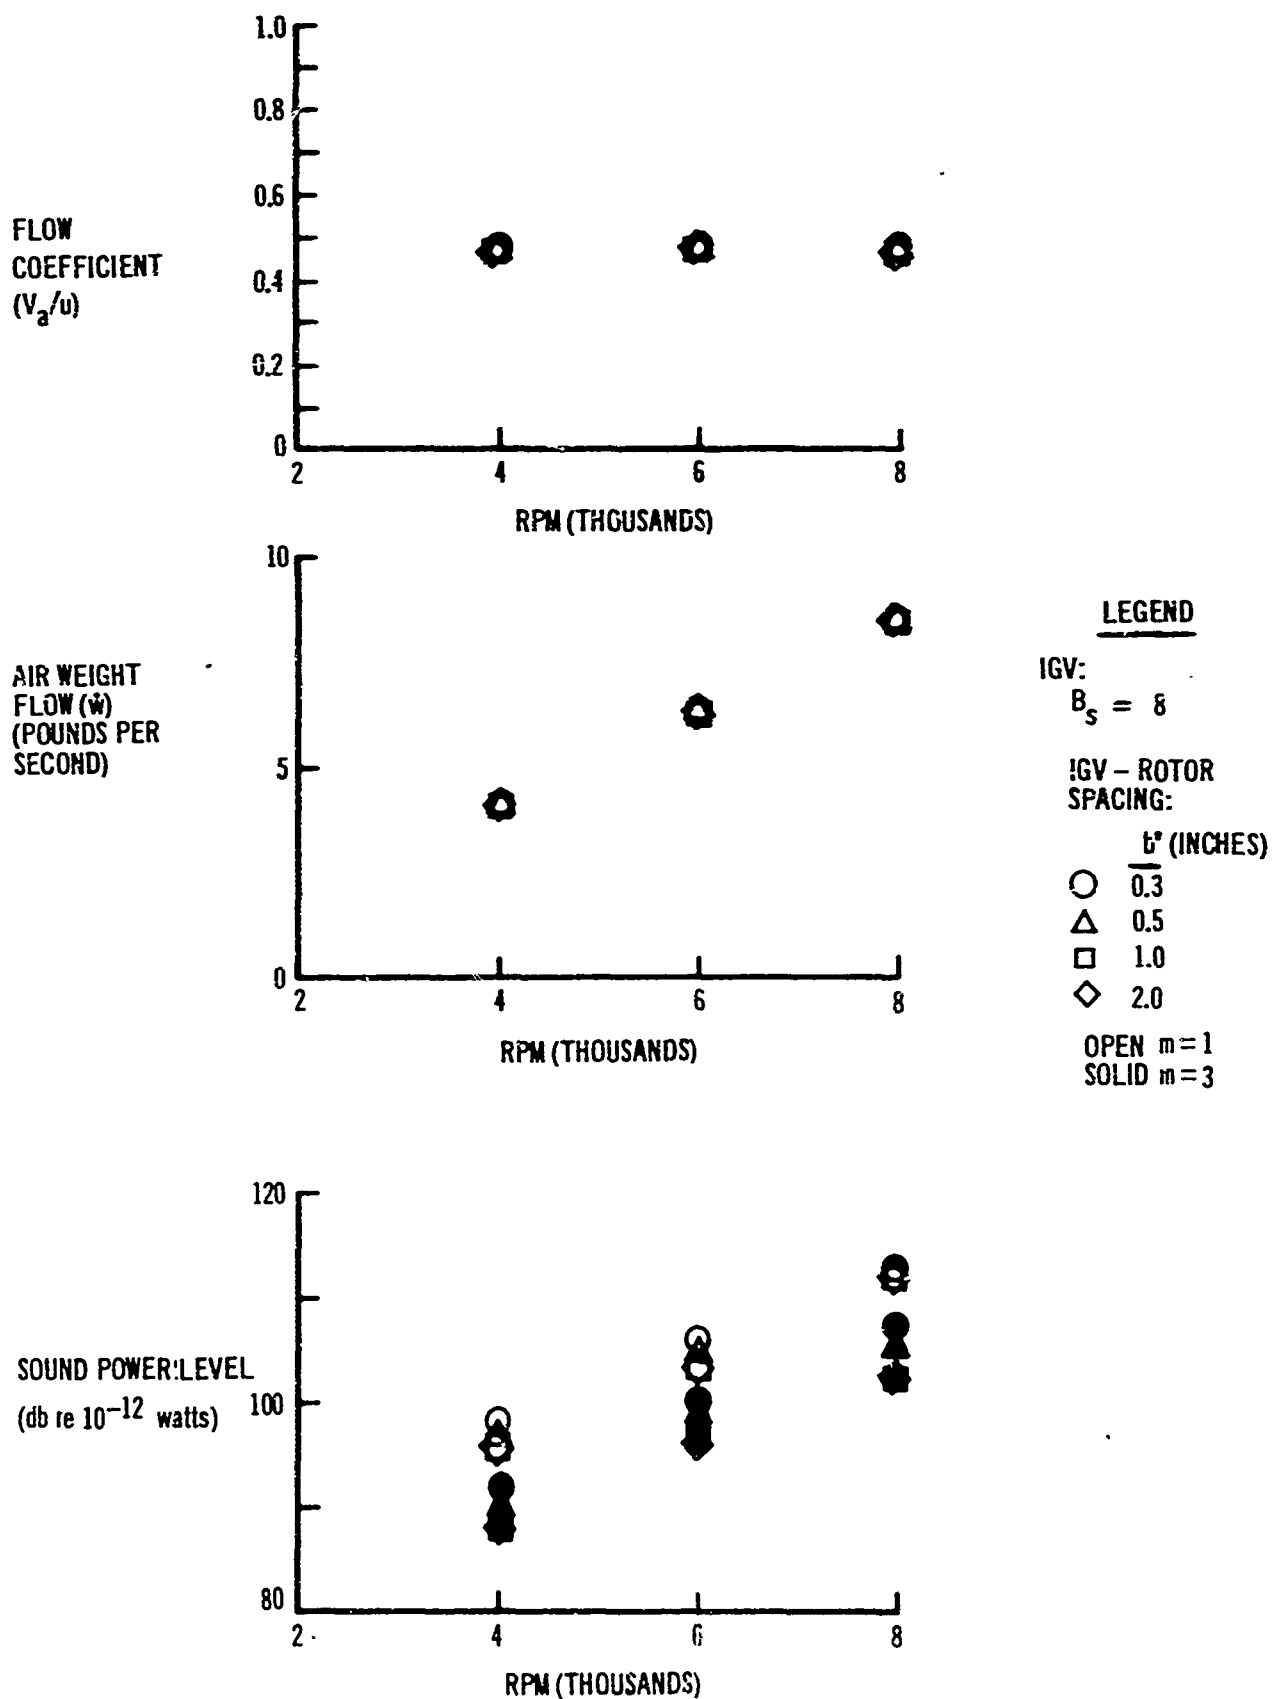 1.0
0.8
0.6
0.4
0.2
0
FLOW
COEFFICIENT
(Va/u)
2 4 6 8
RPM (THOUSANDS)
10
5
0
AIR WEIGHT
FLOW (ẇ)
(POUNDS PER
SECOND)
2 4 6 8
RPM (THOUSANDS)
LEGEND
IGV:
Bs = 8
IGV – ROTOR
SPACING:
(INCHES)
0.3
0.5
1.0
2.0
OPEN m = 1
SOLID m = 3
120
100
80
SOUND POWER LEVEL
(db re 10⁻¹² watts)
2 4 6 8
RPM (THOUSANDS)